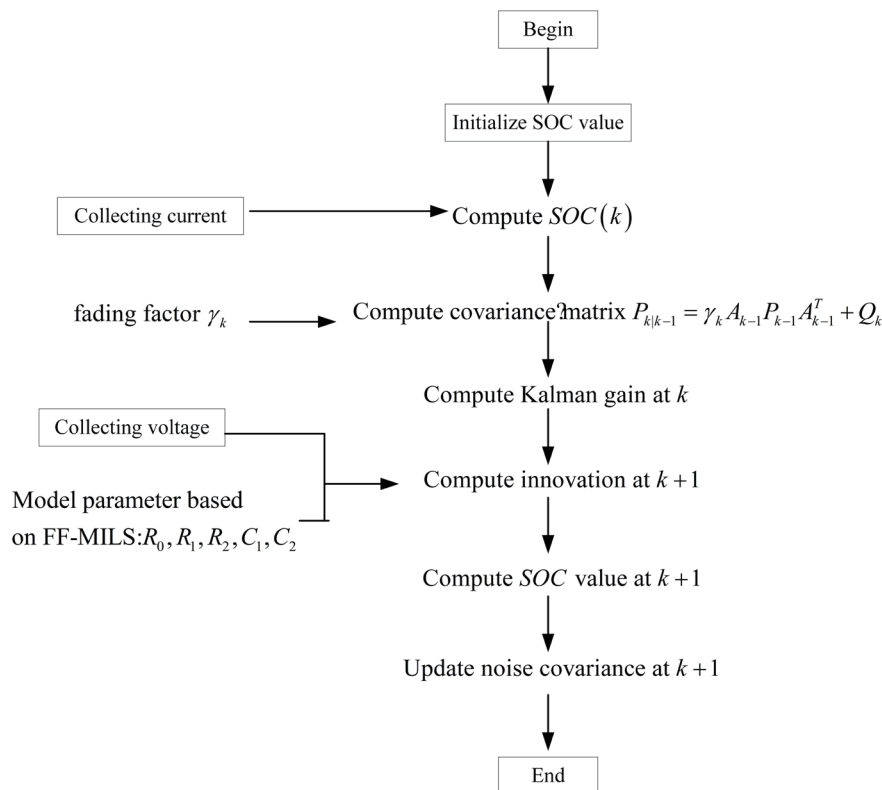 Begin
Initialize SOC value
Collecting current
Compute SOC(k)
fading factor γ_k
Compute covariance?matrix P_{k|k−1} = γ_k A_{k−1} P_{k−1} A_{k−1}^T + Q_k
Compute Kalman gain at k
Collecting voltage
Compute innovation at k+1
Model parameter based
on FF-MILS:R_0, R_1, R_2, C_1, C_2
Compute SOC value at k+1
Update noise covariance at k+1
End